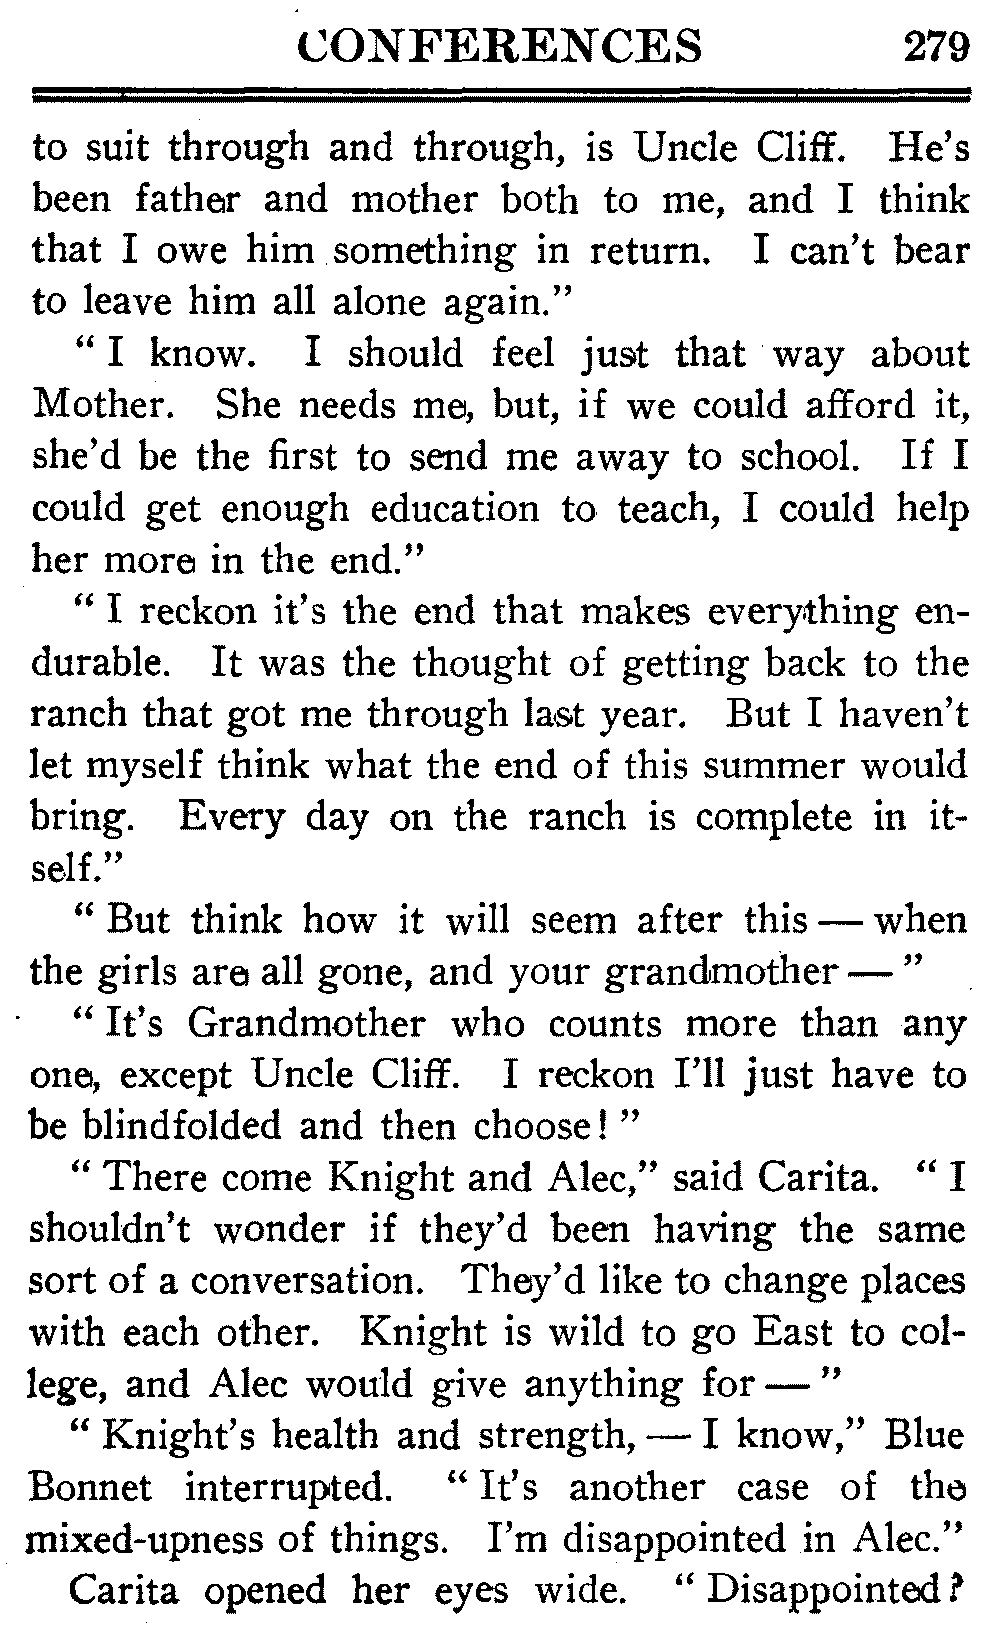 CONFERENCES 279
to suit through and through, is Uncle Cliff. He's
been father and mother both to me, and I think
that I owe him something in return. I can't bear
to leave him all alone again."
"I know. I should feel just that way about
Mother. She needs me, but, if we could afford it,
she'd be the first to send me away to school. If I
could get enough education to teach, I could help
her more in the end."
"I reckon it's the end that makes everything en-
durable. It was the thought of getting back to the
ranch that got me through last year. But I haven't
let myself think what the end of this summer would
bring. Every day on the ranch is complete in it-
self."
"But think how it will seem after this — when
the girls are all gone, and your grandmother — "
"It's Grandmother who counts more than any
one, except Uncle Cliff. I reckon I'll just have to
be blindfolded and then choose!"
"There come Knight and Alec," said Carita. "I
shouldn't wonder if they'd been having the same
sort of a conversation. They'd like to change places
with each other. Knight is wild to go East to col-
lege, and Alec would give anything for — "
"Knight's health and strength, — I know," Blue
Bonnet interrupted. "It's another case of the
mixed-upness of things. I'm disappointed in Alec."
Carita opened her eyes wide. "Disappointed?